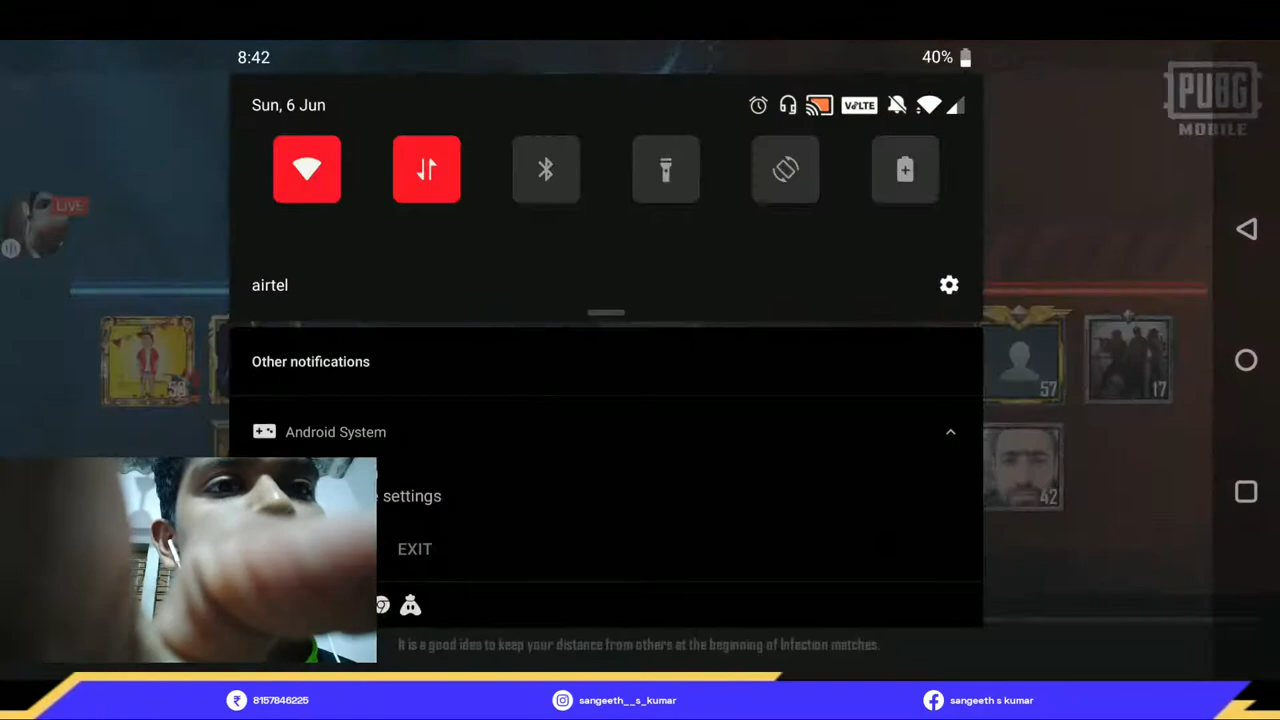 8:42
40%
Sun, 6 Jun
VoLTE
PUBG
MOBILE
LIVE
airtel
Other notifications
57
17
Android System
42
settings
EXIT
It is a good idea to keep your distance from others at the beginning of Infection matches.
8157846225
sangeeth__s_kumar
sangeeth s kumar